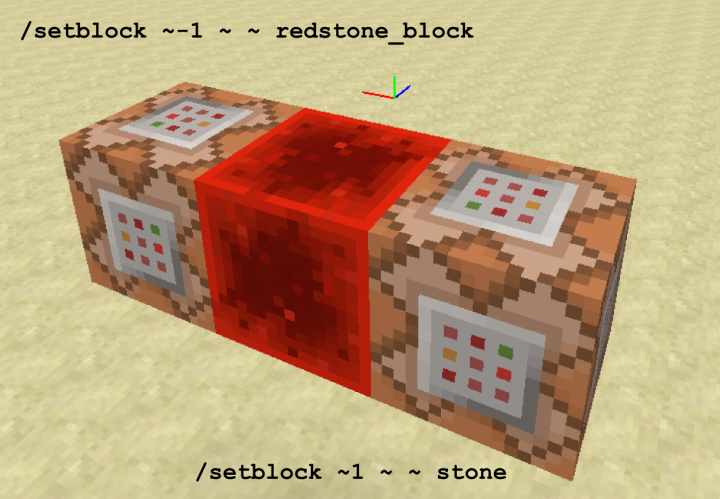 /setblock ~-1 ~ ~ redstone_block
/setblock ~1 ~ ~ stone